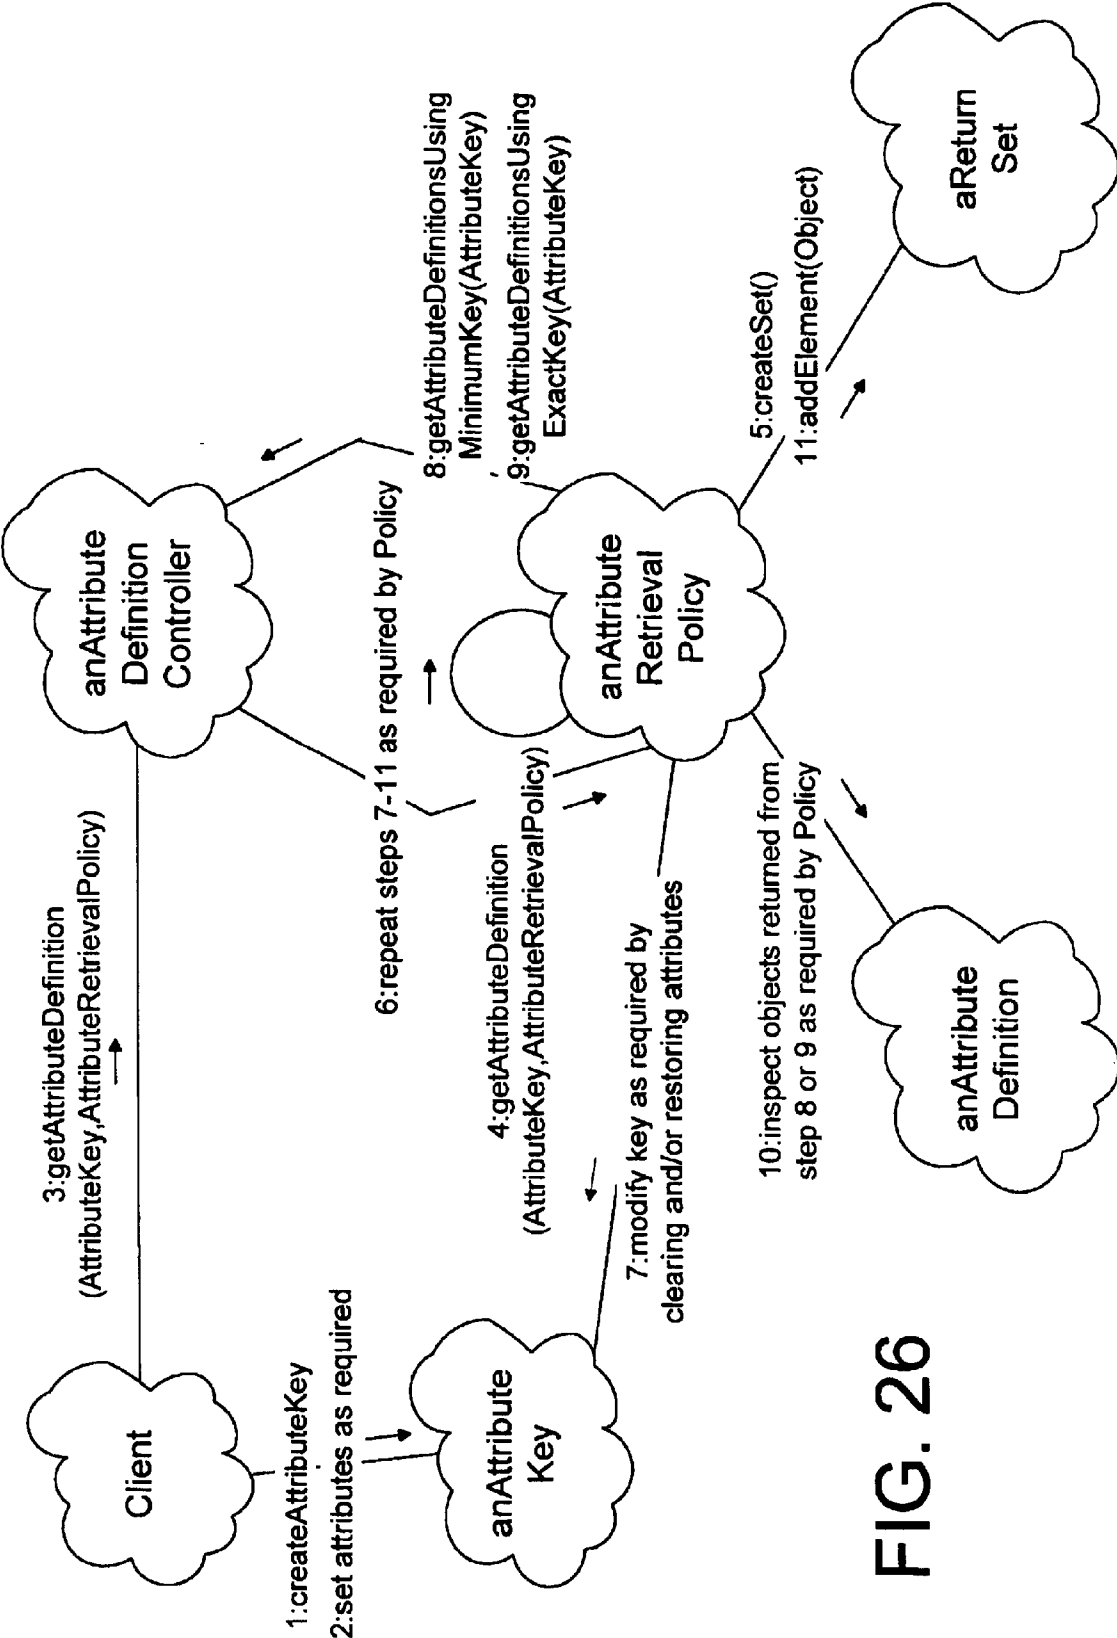 Client
3:getAttributeDefinition
(AttributeKey,AttributeRetrievalPolicy)
anAttribute
Definition
Controller
1:createAttributeKey
2:set attributes as required
6:repeat steps 7-11 as required by Policy
8:getAttributeDefinitionsUsing
MinimumKey(AttributeKey)
9:getAttributeDefinitionsUsing
ExactKey(AttributeKey)
4:getAttributeDefinition
(AttributeKey,AttributeRetrievalPolicy)
anAttribute
Key
anAttribute
Retrieval
Policy
7:modify key as required by
clearing and/or restoring attributes
5:createSet()
11:addElement(Object)
10:inspect objects returned from
step 8 or 9 as required by Policy
anAttribute
Definition
aReturn
Set
FIG. 26